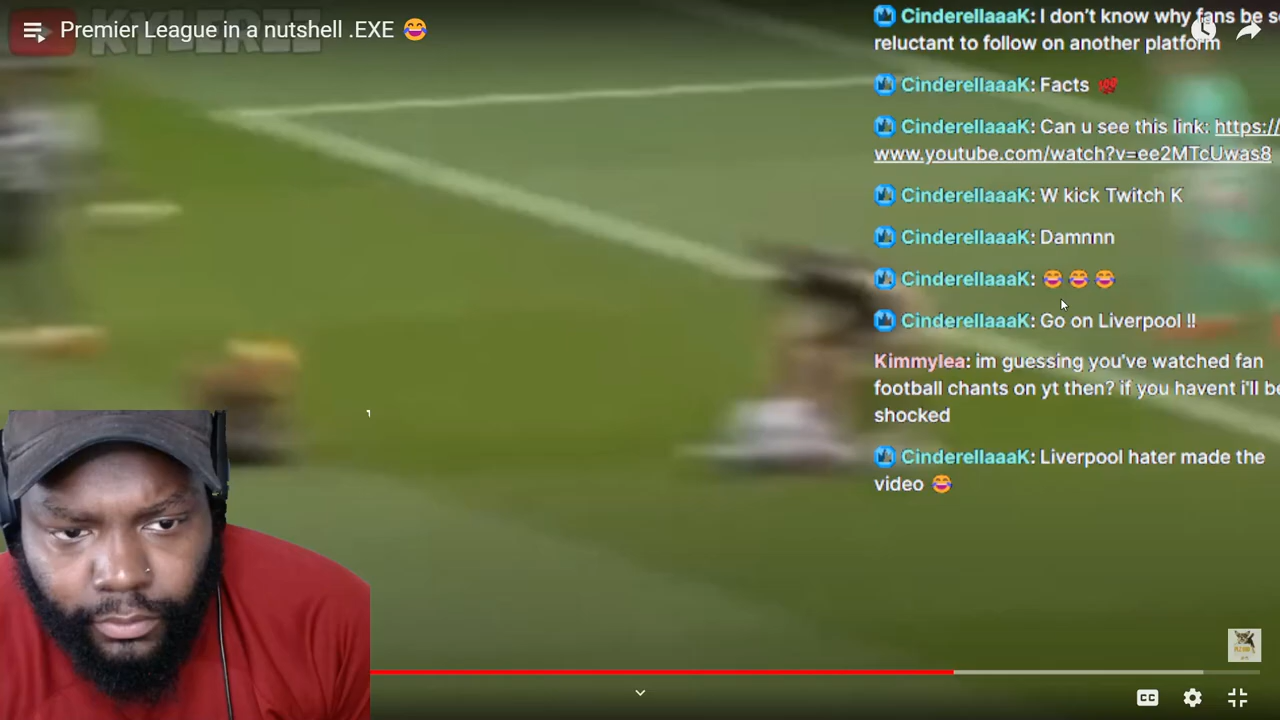 Premier League in a nutshell .EXE 😂
CinderellaaaK: I don't know why fans be
reluctant to follow on another platform
CinderellaaaK: Facts 💯
CinderellaaaK: Can u see this link: https://
www.youtube.com/watch?v=ee2MTcUwas8
CinderellaaaK: W kick Twitch K
CinderellaaaK: Damnnn
CinderellaaaK: 😂 😂 😂
CinderellaaaK: Go on Liverpool !!
Kimmylea: im guessing you've watched fan
football chants on yt then? if you havent i'll
shocked
CinderellaaaK: Liverpool hater made the
video 😂
CC